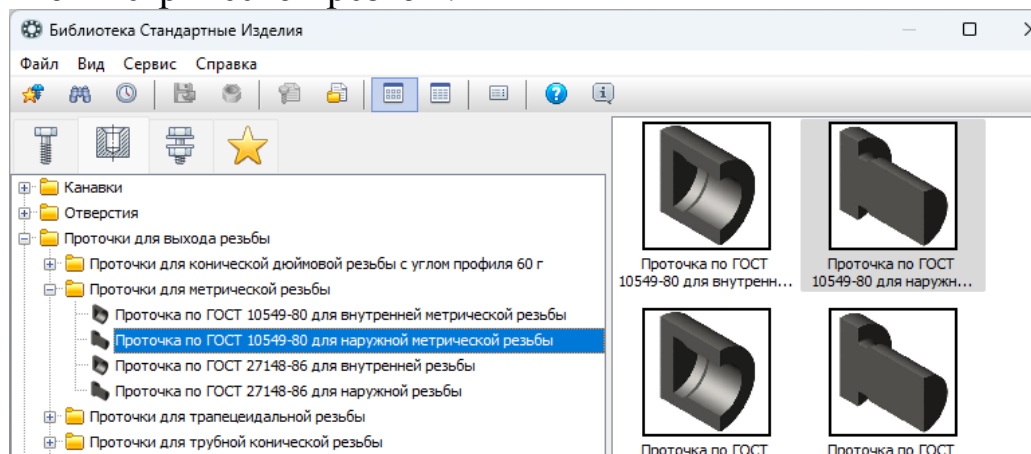 Библиотека Стандартные Изделия
Файл Вид Сервис Справка
Канавки
Отверстия
Проточки для выхода резьбы
Проточки для конической дюймовой резьбы с углом профиля 60 г
Проточки для метрической резьбы
Проточка по ГОСТ 10549-80 для внутренней метрической резьбы
Проточка по ГОСТ 10549-80 для наружной метрической резьбы
Проточка по ГОСТ 27148-86 для внутренней резьбы
Проточка по ГОСТ 27148-86 для наружной резьбы
Проточки для трапецеидальной резьбы
Проточки для трубной конической резьбы
Проточка по ГОСТ
10549-80 для внутренн...
Проточка по ГОСТ
10549-80 для наружн...
Проточка по ГОСТ
Проточка по ГОСТ